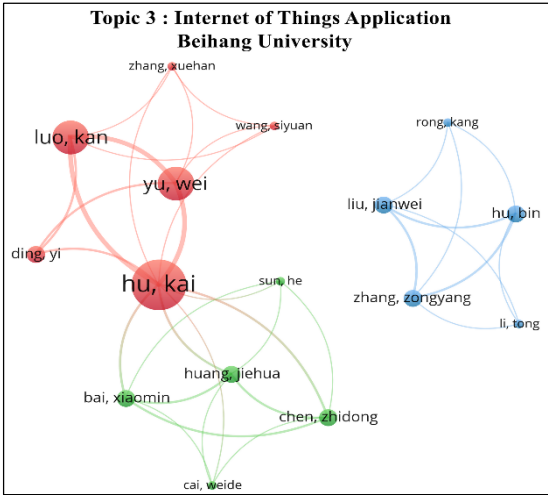 Topic 3 : Internet of Things Application
Beihang University
zhang, xuehan
luo, kan
wang, siyuan
rong, kang
yu, wei
liu, jianwei
hu, bin
ding, yi
hu, kai
sun, he
zhang, zongyang
li, tong
huang, jiehua
bai, xiaomin
chen, zhidong
cai, weide